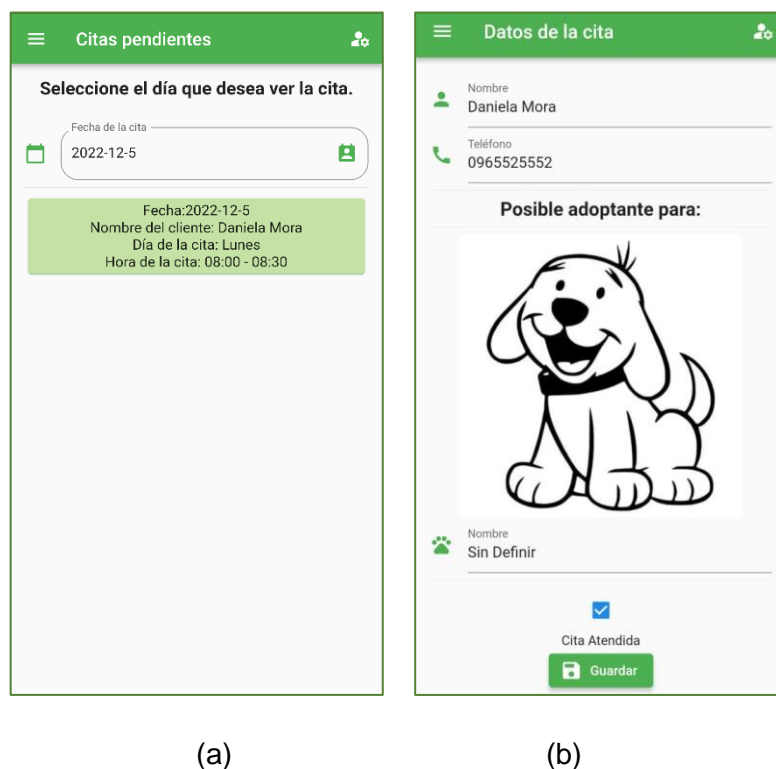 Citas pendientes
Seleccione el día que desea ver la cita.
Fecha de la cita
2022-12-5
Fecha:2022-12-5
Nombre del cliente: Daniela Mora
Día de la cita: Lunes
Hora de la cita: 08:00 - 08:30
(a)
Datos de la cita
Nombre
Daniela Mora
Teléfono
0965525552
Posible adoptante para:
Nombre
Sin Definir
Cita Atendida
Guardar
(b)